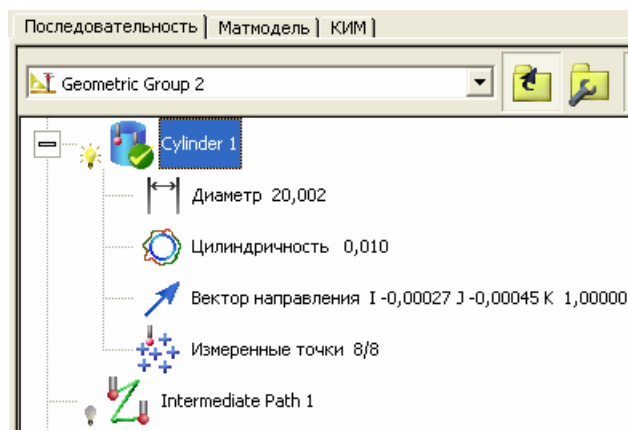 Последовательность Матмодель КИМ
Geometric Group 2
Cylinder 1
Диаметр 20,002
Цилиндричность 0,010
Вектор направления I -0,00027 J -0,00045 K 1,00000
Измеренные точки 8/8
Intermediate Path 1